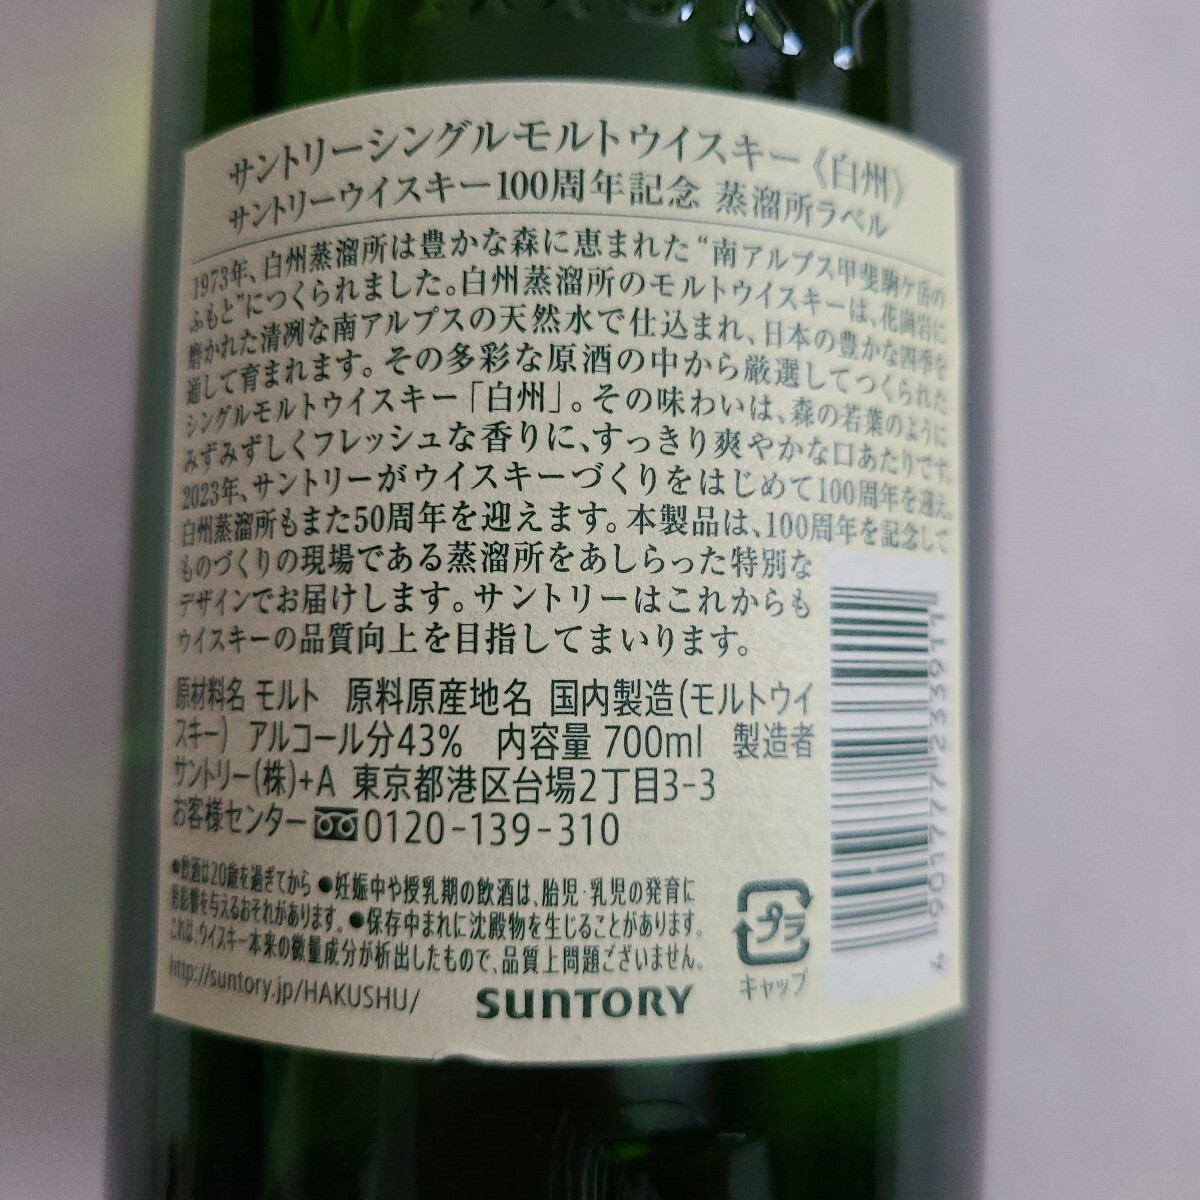 サントリーシングルモルトウイスキー《白州》
サントリーウイスキー100周年記念 蒸溜所ラベル
1973年、白州蒸溜所は豊かな森に恵まれた“南アルプス甲斐駒ケ岳の
ふもと”につくられました。白州蒸溜所のモルトウイスキーは、花崗岩に
磨かれた清冽な南アルプスの天然水で仕込まれ、日本の豊かな四季を
通して育まれます。その多彩な原酒の中から厳選してつくられた
シングルモルトウイスキー「白州」。その味わいは、森の若葉のように
みずみずしくフレッシュな香りに、すっきり爽やかな口あたりです。
2023年、サントリーがウイスキーづくりをはじめて100周年を迎え。
白州蒸溜所もまた50周年を迎えます。本製品は、100周年を記念して
ものづくりの現場である蒸溜所をあしらった特別な
デザインでお届けします。サントリーはこれからも
ウイスキーの品質向上を目指してまいります。
原材料名 モルト 原料原産地名 国内製造(モルトウイ
スキー) アルコール分43% 内容量 700ml 製造者
サントリー(株)+A 東京都港区台場2丁目3-3
お客様センター 0120-139-310
●飲酒は20歳を過ぎてから ●妊娠中や授乳期の飲酒は、胎児・乳児の発育に
悪影響を与えるおそれがあります。●保存中まれに沈殿物を生じることがあります。
これは、ウイスキー本来の微量成分が析出したもので、品質上問題ございません。
http://suntory.jp/HAKUSHU/
SUNTORY
プラ
キャップ
4 901777 233911